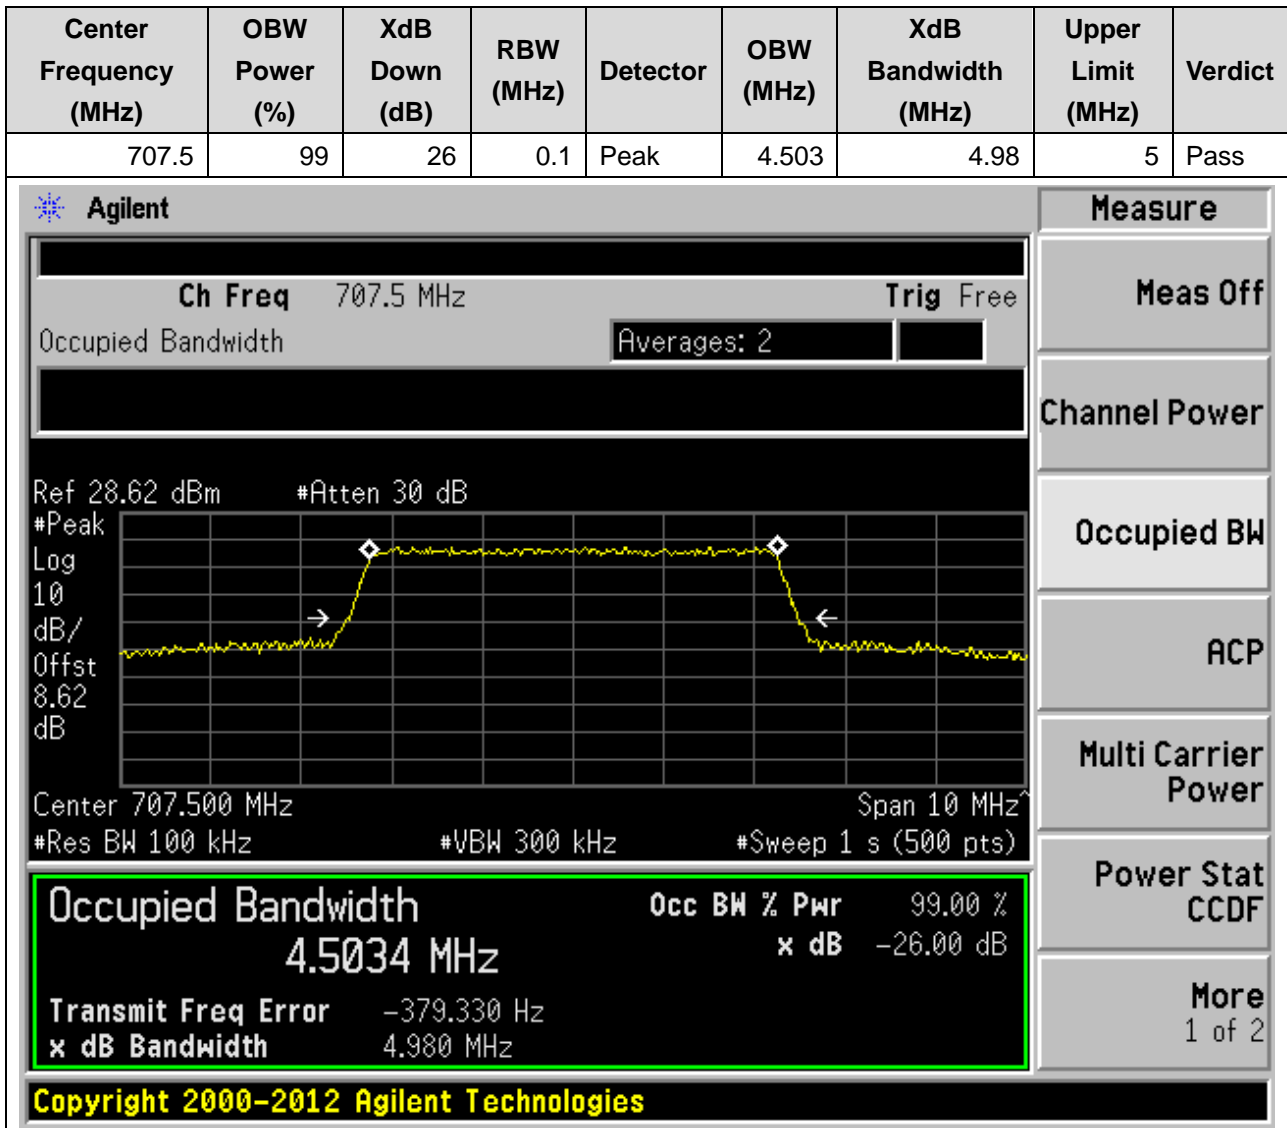 Center Frequency (MHz) OBW Power (%) XdB Down (dB) RBW (MHz) Detector OBW (MHz) XdB Bandwidth (MHz) Upper Limit (MHz) Verdict
707.5 99 26 0.1 Peak 4.503 4.98 5 Pass
Agilent
Measure
Ch Freq 707.5 MHz Trig Free
Occupied Bandwidth Averages: 2
Ref 28.62 dBm #Atten 30 dB
#Peak
Log
10
dB/
Offst
8.62
dB
Center 707.500 MHz Span 10 MHz^
#Res BW 100 kHz #VBW 300 kHz #Sweep 1 s (500 pts)
Occupied Bandwidth Occ BW % Pwr 99.00 %
4.5034 MHz x dB -26.00 dB
Transmit Freq Error -379.330 Hz
x dB Bandwidth 4.980 MHz
Meas Off
Channel Power
Occupied BW
ACP
Multi Carrier
Power
Power Stat
CCDF
More
1 of 2
Copyright 2000-2012 Agilent Technologies